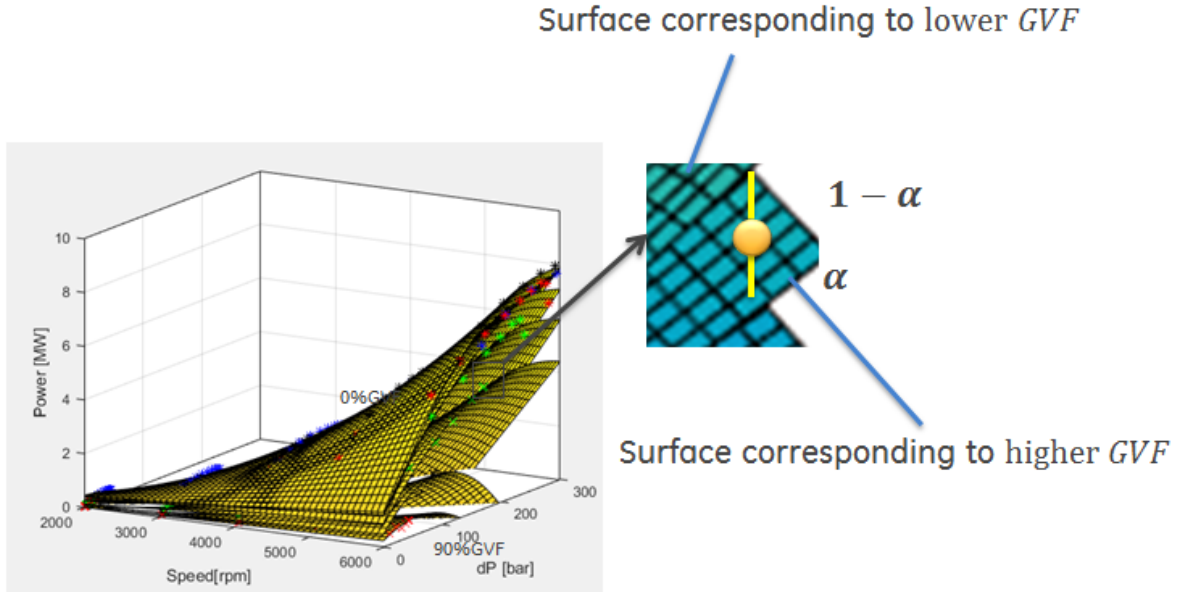 Surface corresponding to lower GVF
1 − α
α
Surface corresponding to higher GVF
10
8
6
4
2
0
Power [MW]
0%GVF
2000
3000
4000
5000
6000
Speed[rpm]
0
100
200
300
90%GVF
dP [bar]